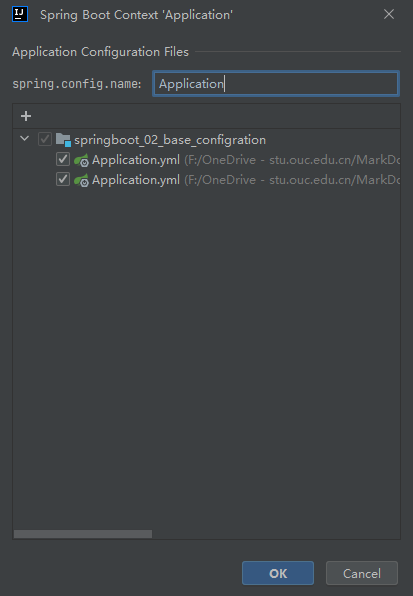 IJ
Spring Boot Context 'Application'
Application Configuration Files
spring.config.name: Application
springboot_02_base_configration
Application.yml (F:/OneDrive - stu.ouc.edu.cn/MarkDo
Application.yml (F:/OneDrive - stu.ouc.edu.cn/MarkDo
OK Cancel